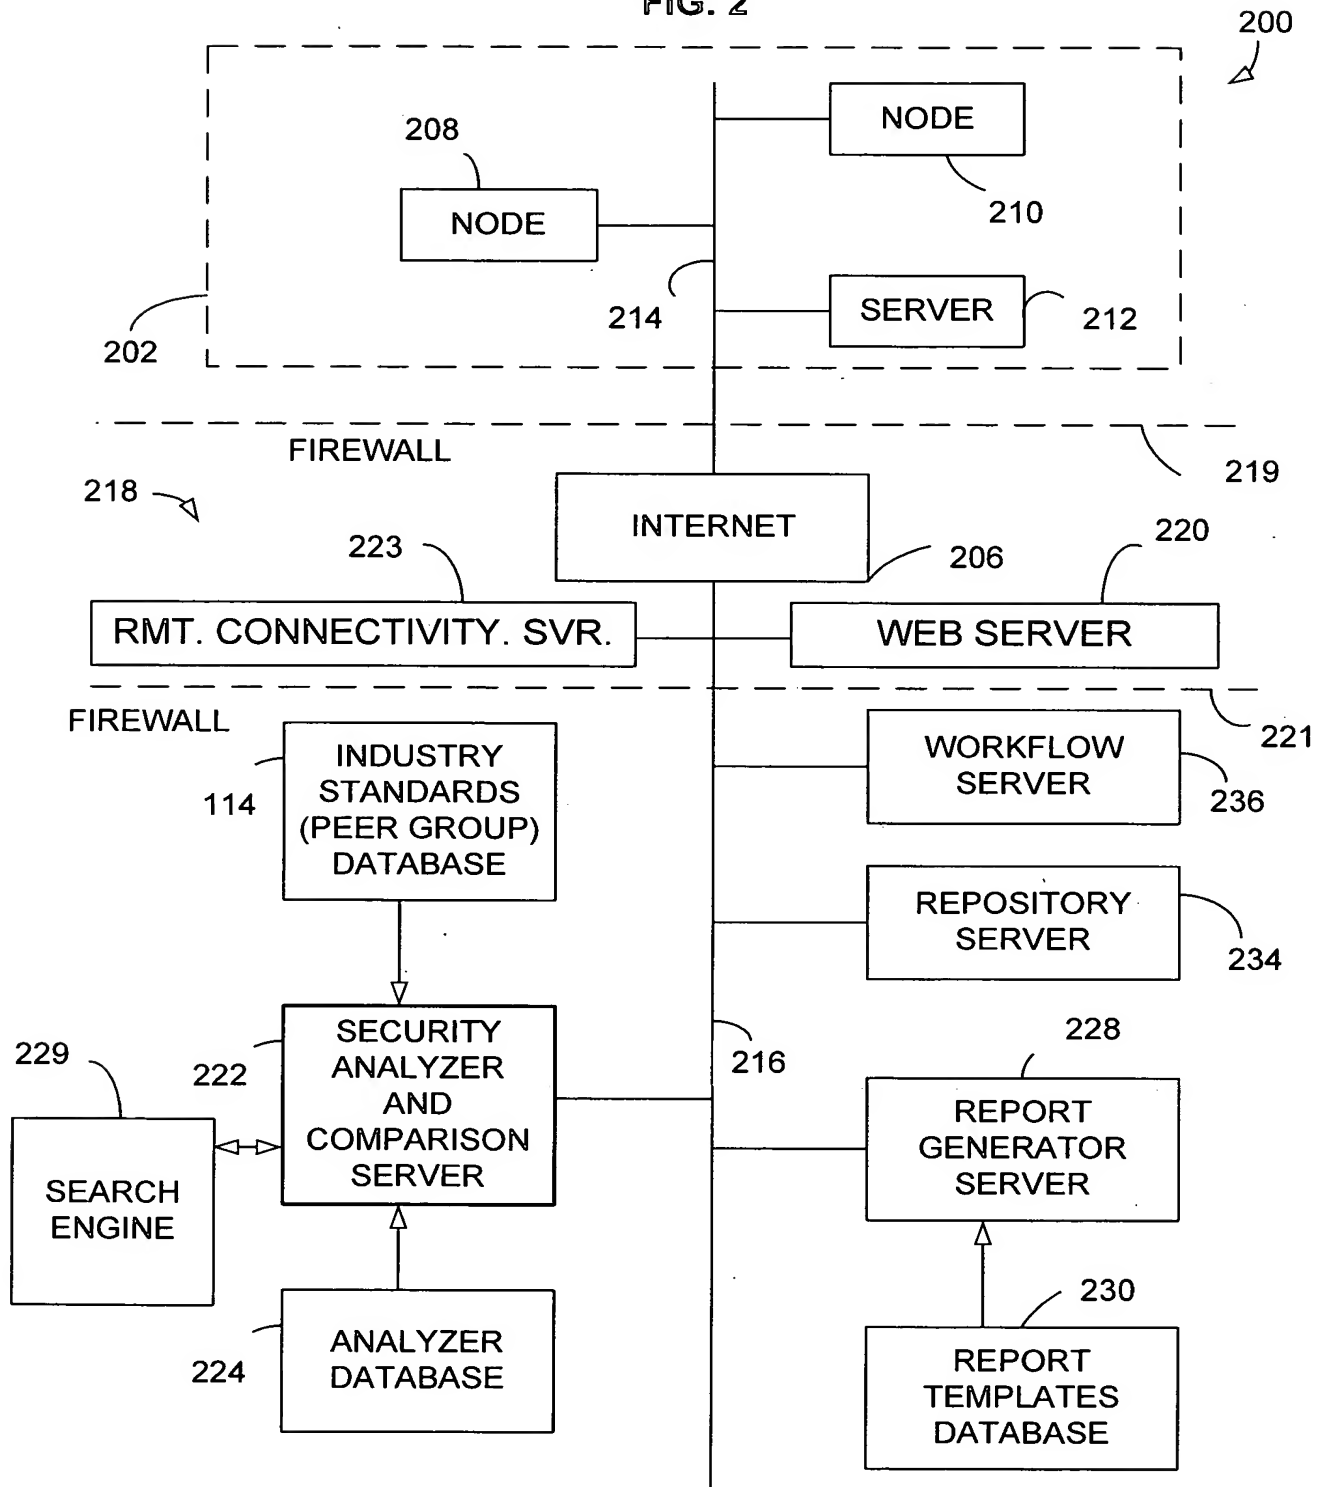 FIG. 2
200
NODE
208
210
NODE
SERVER
214
212
202
FIREWALL
219
218
INTERNET
220
223
206
RMT. CONNECTIVITY. SVR.
WEB SERVER
FIREWALL
221
INDUSTRY
STANDARDS
(PEER GROUP)
DATABASE
114
WORKFLOW
SERVER
236
REPOSITORY
SERVER
234
SECURITY
ANALYZER
AND
COMPARISON
SERVER
222
229
216
228
SEARCH
ENGINE
REPORT
GENERATOR
SERVER
230
ANALYZER
DATABASE
224
REPORT
TEMPLATES
DATABASE